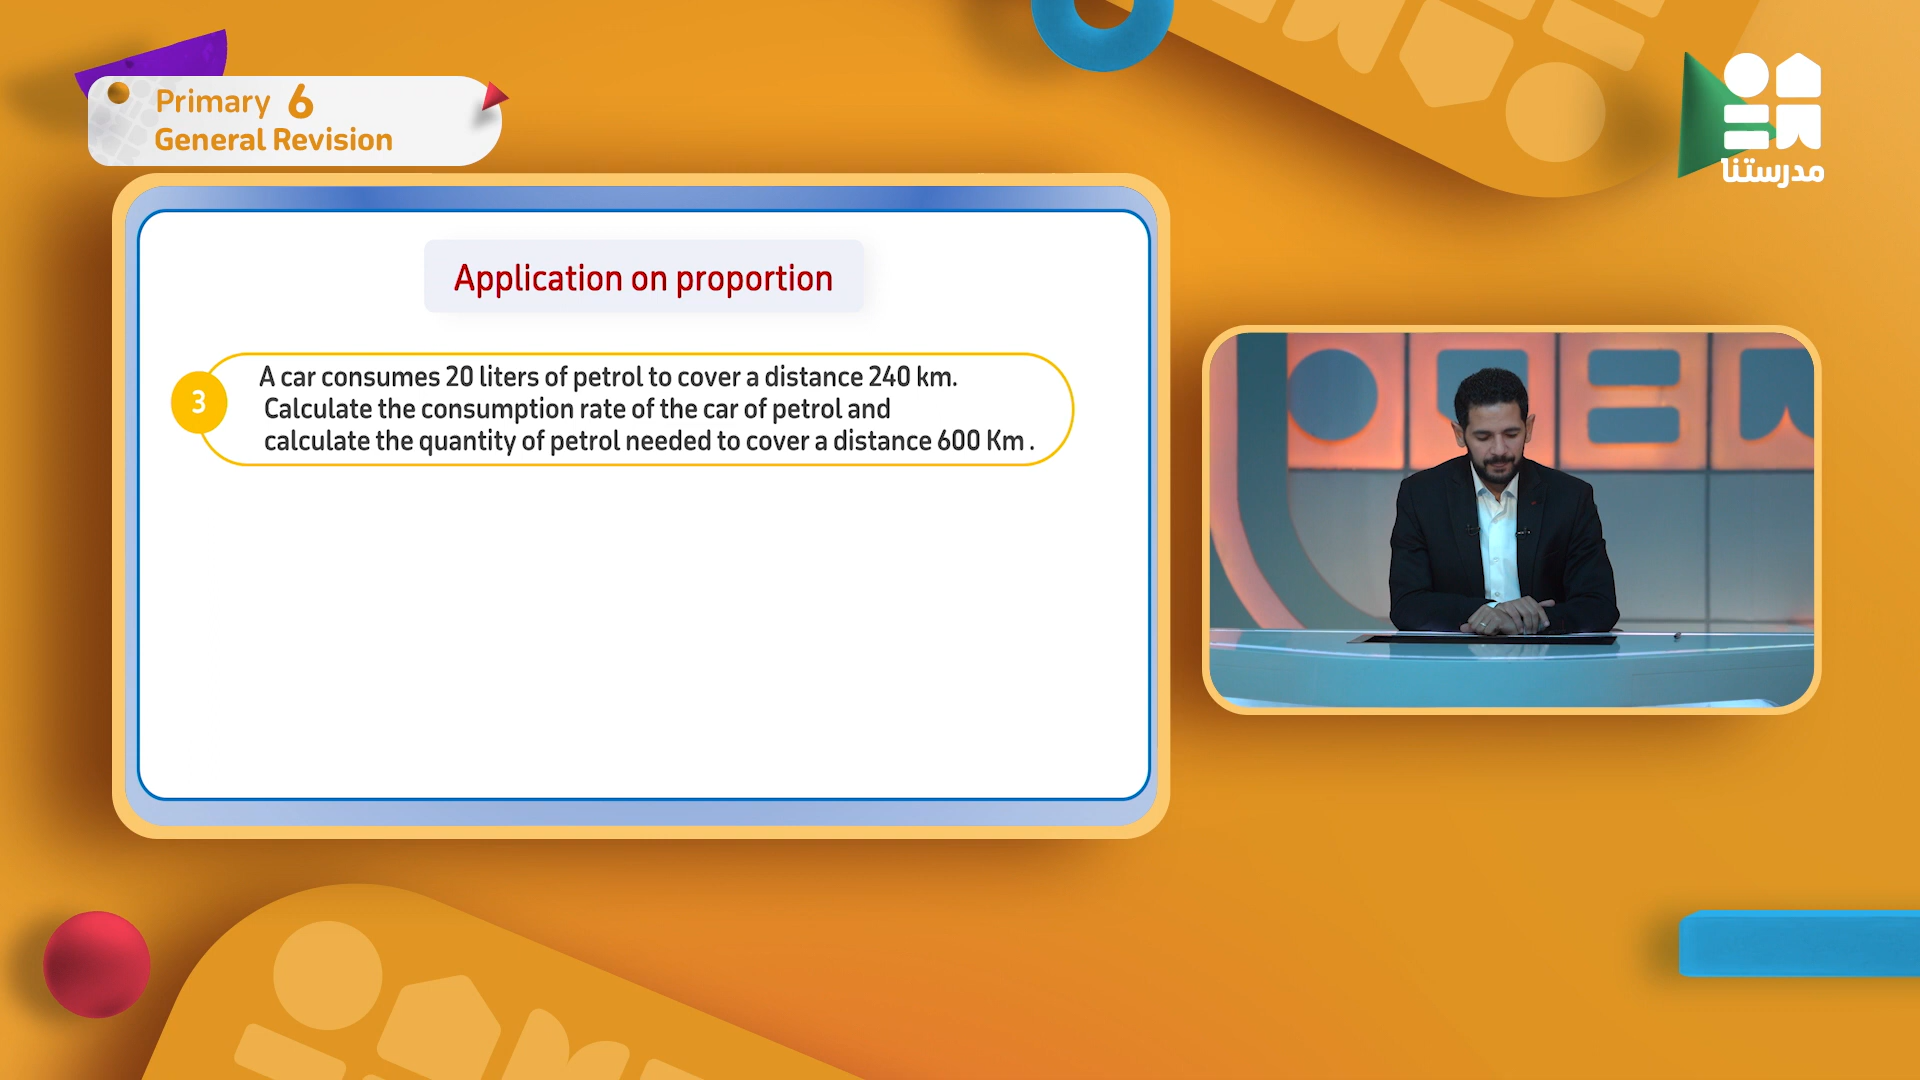 Primary 6
General Revision
مدرستنا
Application on proportion
3
A car consumes 20 liters of petrol to cover a distance 240 km.
Calculate the consumption rate of the car of petrol and
calculate the quantity of petrol needed to cover a distance 600 Km .